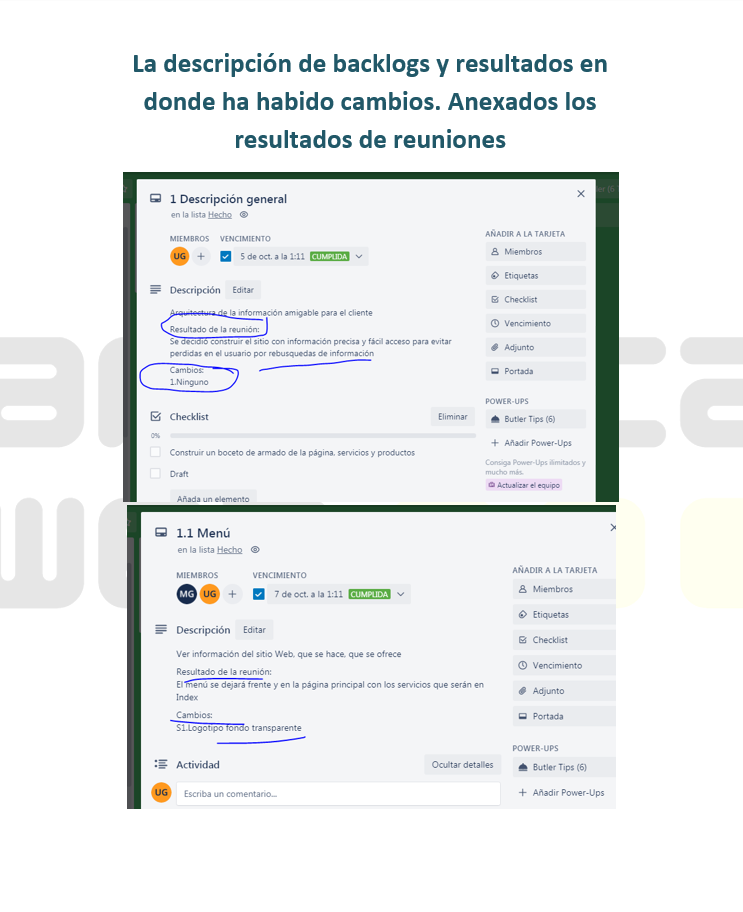 La descripción de backlogs y resultados en
donde ha habido cambios. Anexados los
resultados de reuniones
1 Descripción general
en la lista Hecho
MIEMBROS VENCIMIENTO
AÑADIR A LA TARJETA
UG + 5 de oct. a la 1:11 CUMPLIDA
Miembros
Etiquetas
Descripción Editar
Checklist
Arquitectura de la información amigable para el cliente
Vencimiento
Resultado de la reunión:
Se decidió construir el sitio con información precisa y fácil acceso para evitar
Adjunto
perdidas en el usuario por rebusquedas de información
Cambios:
Portada
1.Ninguno
POWER-UPS
Checklist Eliminar
Butler Tips (6)
0%
+ Añadir Power-Ups
Construir un boceto de armado de la página, servicios y productos
Consiga Power-Ups ilimitados y
mucho más.
Draft
Actualizar el equipo
Añada un elemento
1.1 Menú
en la lista Hecho
MIEMBROS VENCIMIENTO
AÑADIR A LA TARJETA
MG UG + 7 de oct. a la 1:11 CUMPLIDA
Miembros
Etiquetas
Descripción Editar
Checklist
Ver información del sitio Web, que se hace, que se ofrece
Vencimiento
Resultado de la reunión:
El menú se dejará frente y en la página principal con los servicios que serán en
Adjunto
Index
Cambios:
Portada
S1.Logotipo fondo transparente
POWER-UPS
Actividad Ocultar detalles
Butler Tips (6)
UG Escriba un comentario...
+ Añadir Power-Ups